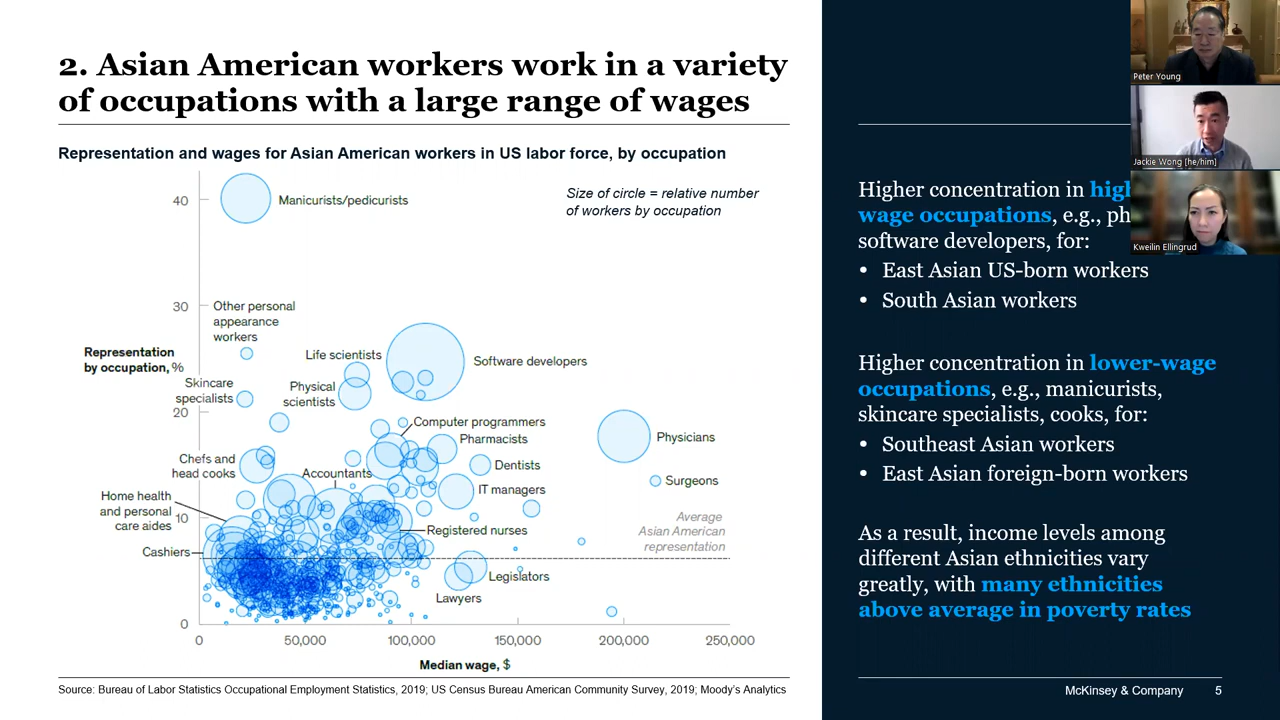 2. Asian American workers work in a variety
of occupations with a large range of wages
Representation and wages for Asian American workers in US labor force, by occupation
Size of circle = relative number
of workers by occupation
40
Manicurists/pedicurists
30
Other personal
appearance
workers
Representation
by occupation, %
Life scientists
Software developers
Skincare
specialists
Physical
scientists
20
Computer programmers
Pharmacists
Physicians
Chefs and
head cooks
Accountants
Dentists
IT managers
Surgeons
Home health
and personal
care aides
10
Registered nurses
Average
Asian American
representation
Cashiers
Legislators
Lawyers
0
0
50,000
100,000
150,000
200,000
250,000
Median wage, $
Source: Bureau of Labor Statistics Occupational Employment Statistics, 2019; US Census Bureau American Community Survey, 2019; Moody's Analytics
Peter Young
Jackie Wong [he/him]
Kweilin Ellingrud
Higher concentration in
wage occupations, e.g.,
software developers, for:
• East Asian US-born workers
• South Asian workers
Higher concentration in lower-wage
occupations, e.g., manicurists,
skincare specialists, cooks, for:
• Southeast Asian workers
• East Asian foreign-born workers
As a result, income levels among
different Asian ethnicities vary
greatly, with many ethnicities
above average in poverty rates
McKinsey & Company
5